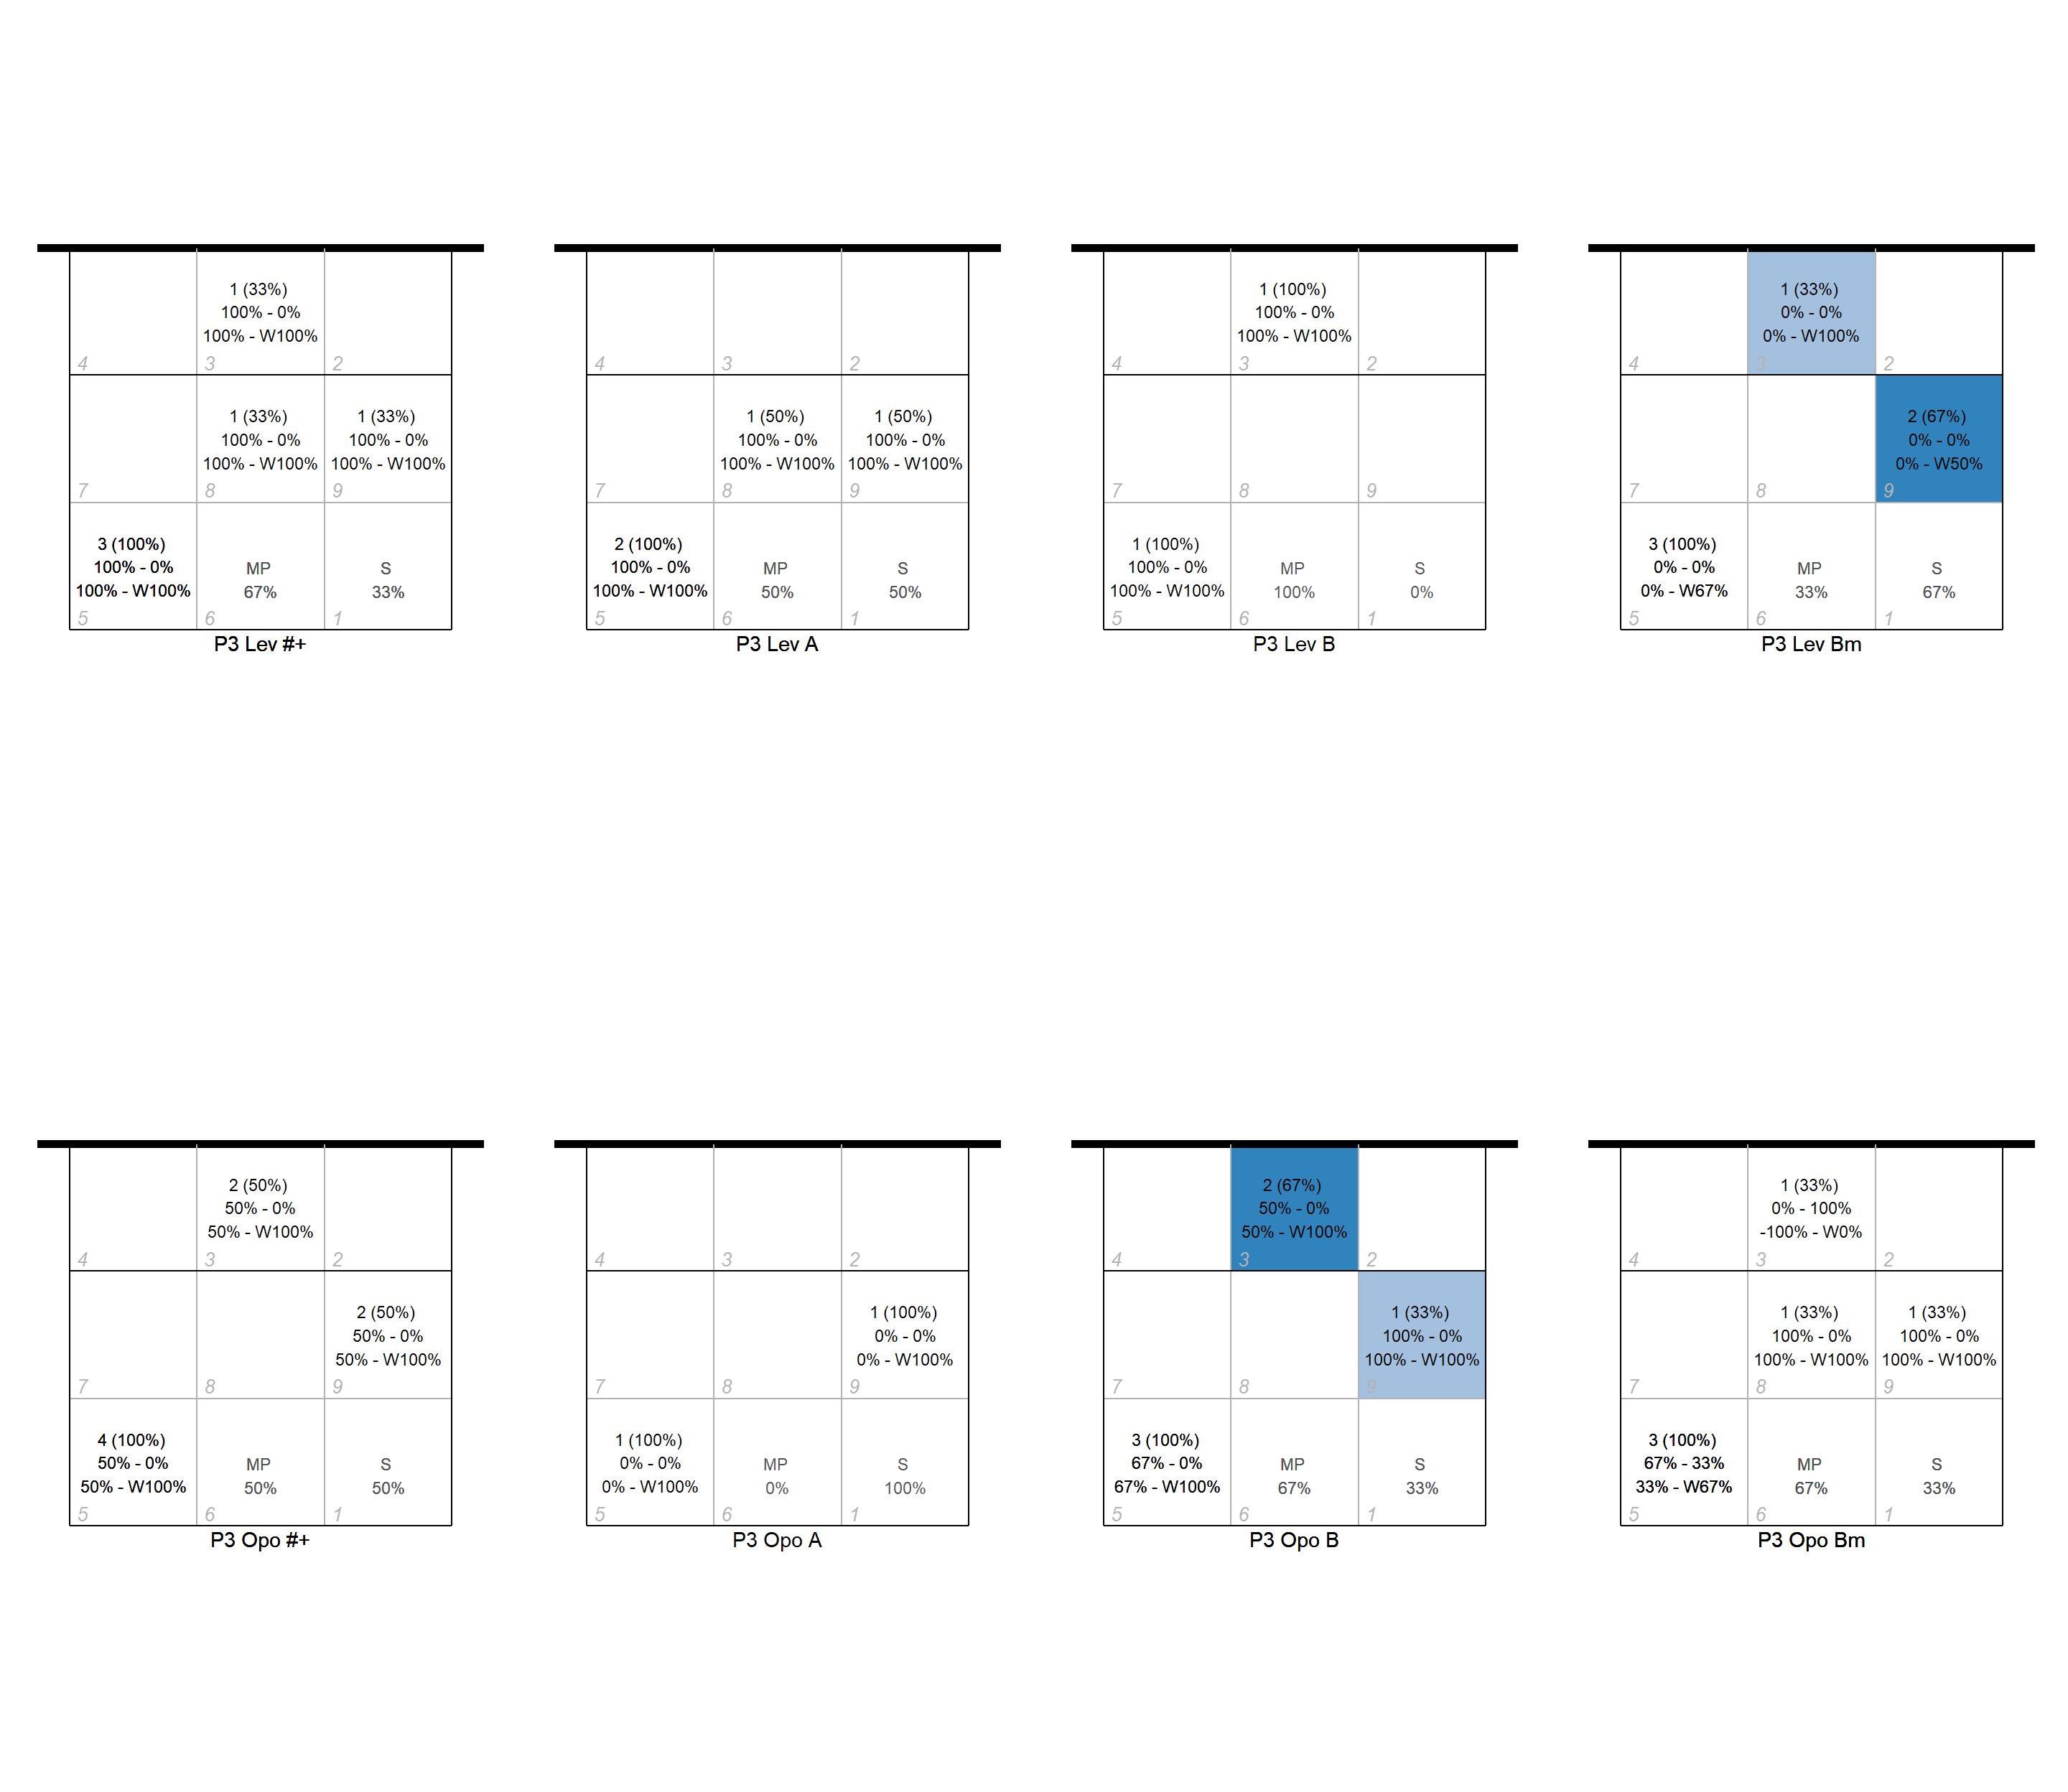 1 (33%)
100% - 0%
100% - W100%
4
3
2
1 (33%)
100% - 0%
100% - W100%
1 (33%)
100% - 0%
100% - W100%
7
8
9
3 (100%)
100% - 0%
100% - W100%
MP
67%
S
33%
5
6
1
P3 Lev #+
4
3
2
1 (50%)
100% - 0%
100% - W100%
1 (50%)
100% - 0%
100% - W100%
7
8
9
2 (100%)
100% - 0%
100% - W100%
MP
50%
S
50%
5
6
1
P3 Lev A
1 (100%)
100% - 0%
100% - W100%
4
3
2
7
8
9
1 (100%)
100% - 0%
100% - W100%
MP
100%
S
0%
5
6
1
P3 Lev B
1 (33%)
0% - 0%
0% - W100%
4
3
2
2 (67%)
0% - 0%
0% - W50%
7
8
9
3 (100%)
0% - 0%
0% - W67%
MP
33%
S
67%
5
6
1
P3 Lev Bm
2 (50%)
50% - 0%
50% - W100%
4
3
2
2 (50%)
50% - 0%
50% - W100%
7
8
9
4 (100%)
50% - 0%
50% - W100%
MP
50%
S
50%
5
6
1
P3 Opo #+
4
3
2
1 (100%)
0% - 0%
0% - W100%
7
8
9
1 (100%)
0% - 0%
0% - W100%
MP
0%
S
100%
5
6
1
P3 Opo A
2 (67%)
50% - 0%
50% - W100%
4
3
2
1 (33%)
100% - 0%
100% - W100%
7
8
9
3 (100%)
67% - 0%
67% - W100%
MP
67%
S
33%
5
6
1
P3 Opo B
1 (33%)
0% - 100%
-100% - W0%
4
3
2
1 (33%)
100% - 0%
100% - W100%
1 (33%)
100% - 0%
100% - W100%
7
8
9
3 (100%)
67% - 33%
33% - W67%
MP
67%
S
33%
5
6
1
P3 Opo Bm